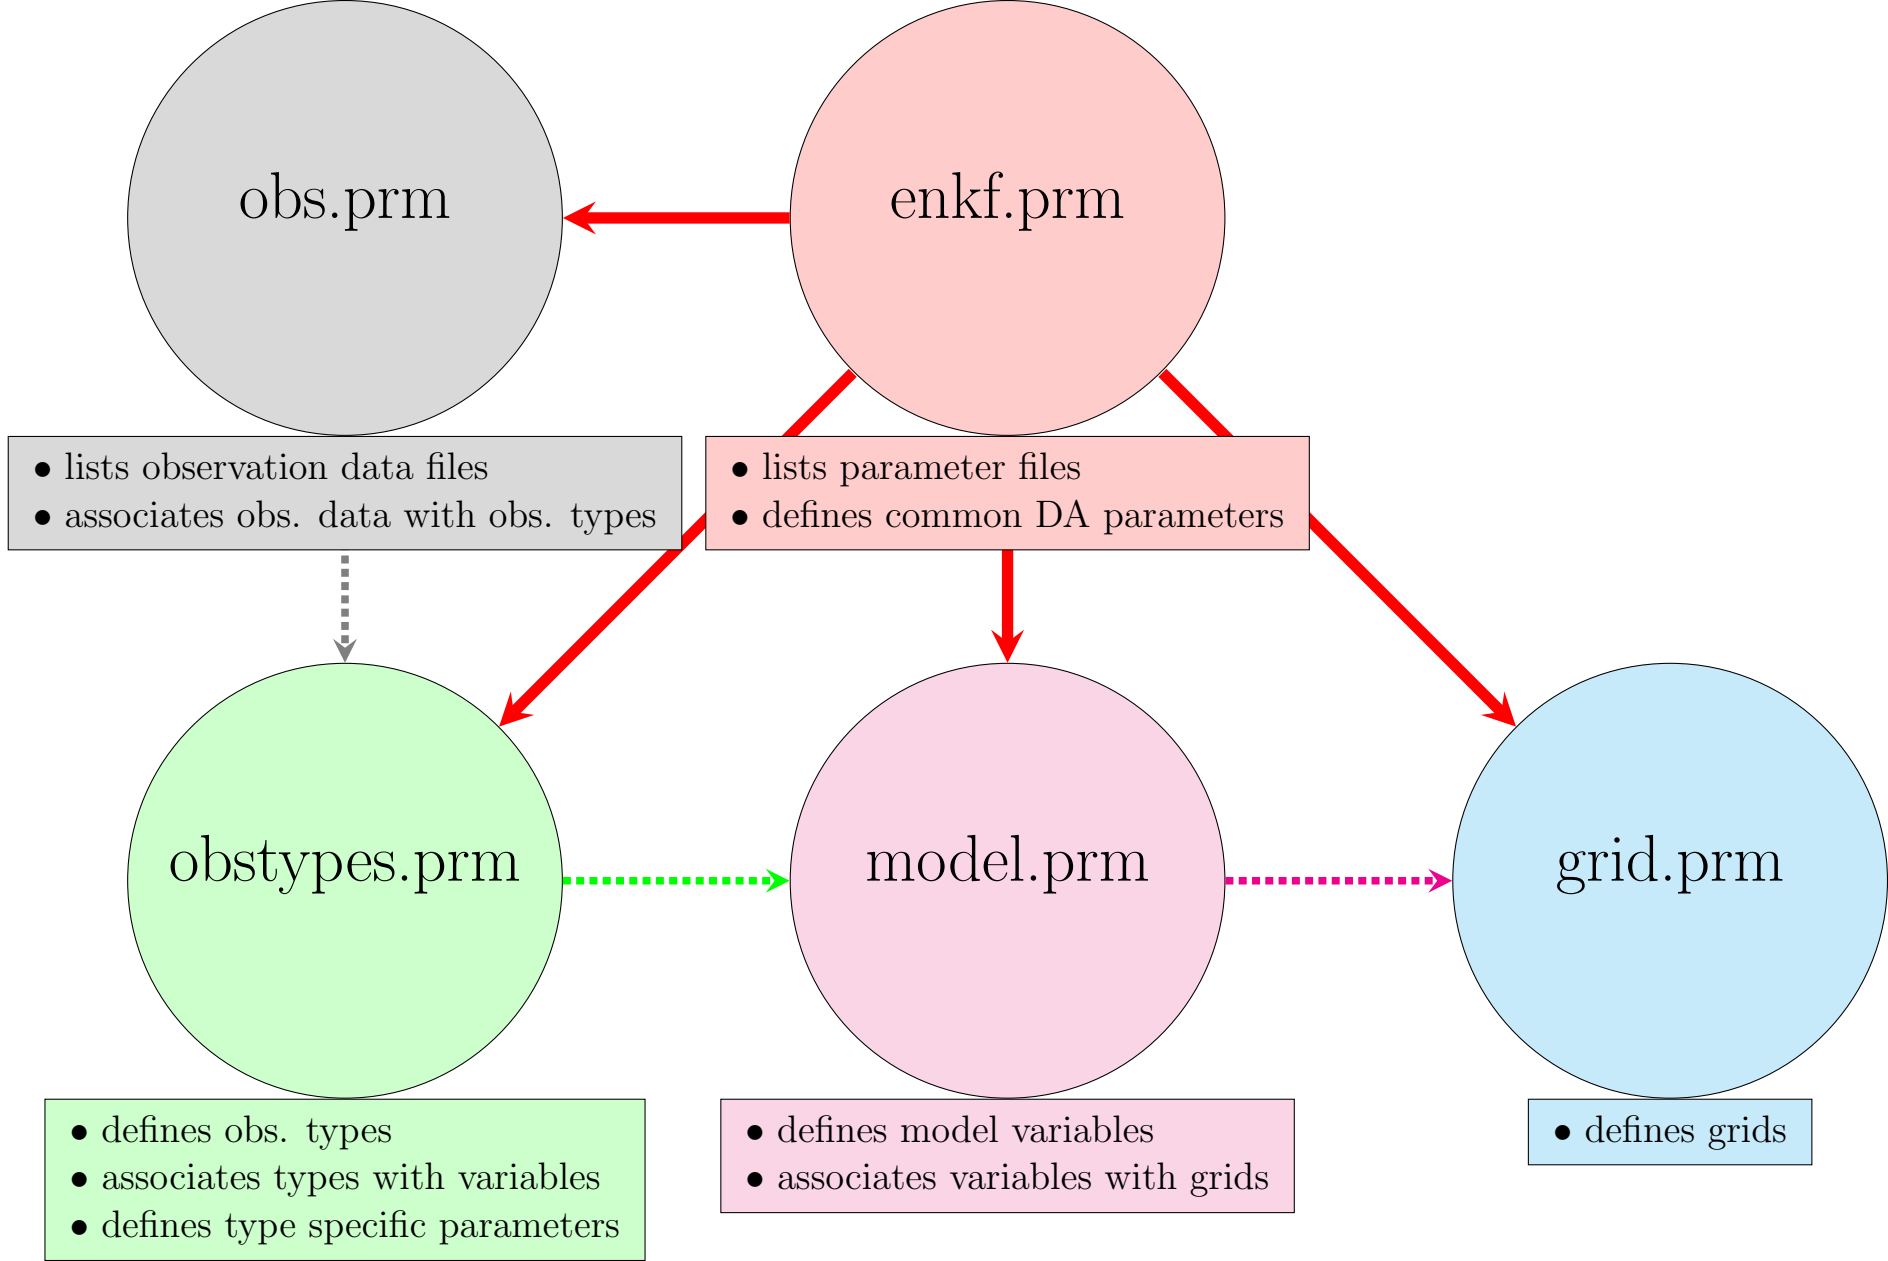 obs.prm
enkf.prm
• lists observation data files
• associates obs. data with obs. types
• lists parameter files
• defines common DA parameters
obstypes.prm
model.prm
grid.prm
• defines obs. types
• associates types with variables
• defines type specific parameters
• defines model variables
• associates variables with grids
• defines grids